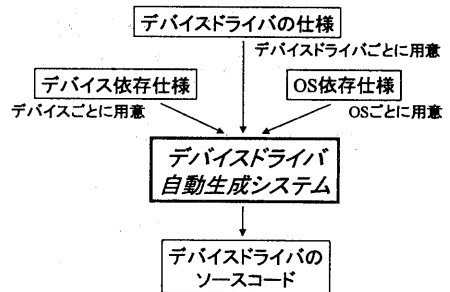 デバイスドライバの仕様
デバイスドライバごとに用意
デバイス依存仕様
OS依存仕様
デバイスごとに用意
OSごとに用意
デバイスドライバ
自動生成システム
デバイスドライバの
ソースコード